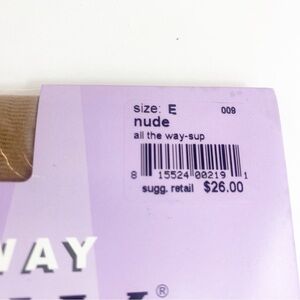 size: E 009
nude
all the way-sup
8 15524 00219 1
sugg. retail $26.00
WAY
®